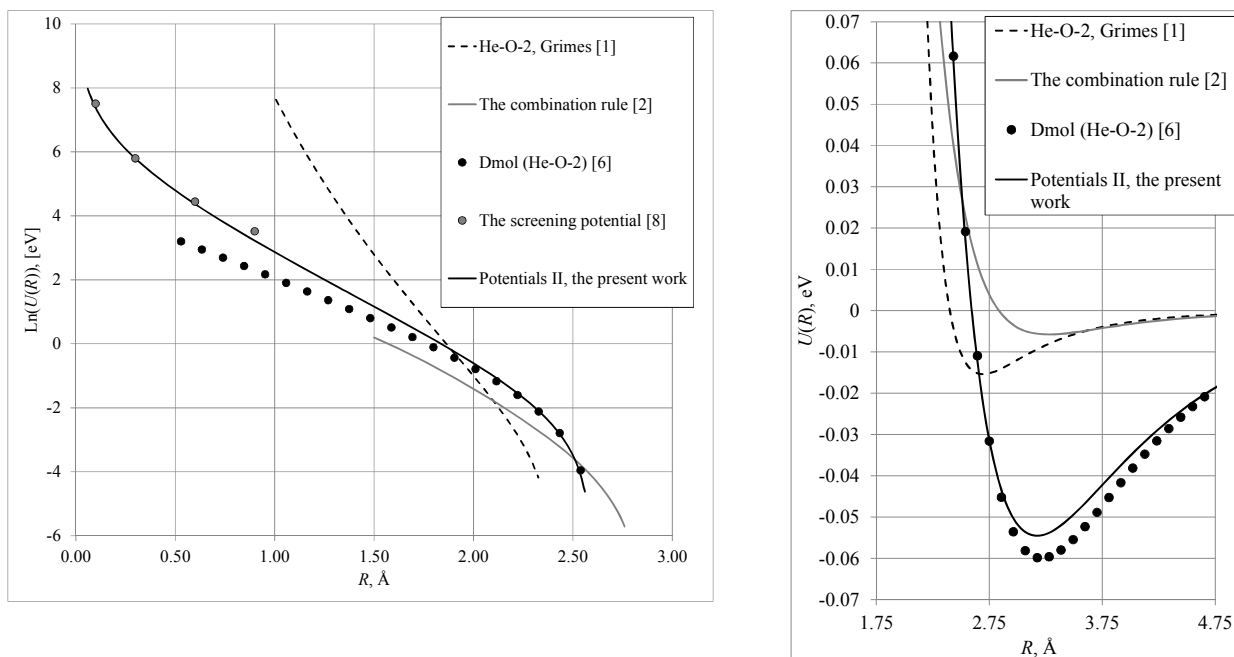 10
8
6
4
2
0
-2
-4
-6
Ln(U(R)), [eV]
0.00 0.50 1.00 1.50 2.00 2.50 3.00
R, Å
He-O-2, Grimes [1]
The combination rule [2]
Dmol (He-O-2) [6]
The screening potential [8]
Potentials II, the present work
0.07
0.06
0.05
0.04
0.03
0.02
0.01
0
-0.01
-0.02
-0.03
-0.04
-0.05
-0.06
-0.07
U(R), eV
1.75 2.75 3.75 4.75
R, Å
He-O-2, Grimes [1]
The combination rule [2]
Dmol (He-O-2) [6]
Potentials II, the present
work